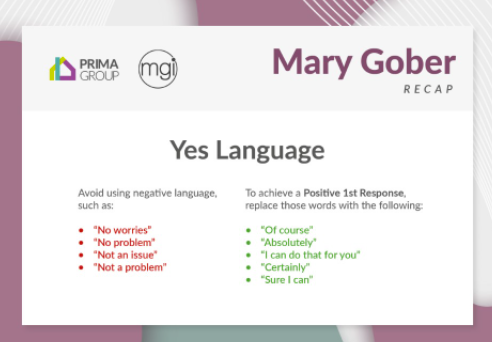 PRIMA
GROUP
mgi
Mary Gober
RECAP
Yes Language
Avoid using negative language,
such as:
• “No worries”
• “No problem”
• “Not an issue”
• “Not a problem”
To achieve a Positive 1st Response,
replace those words with the following:
• “Of course”
• “Absolutely”
• “I can do that for you”
• “Certainly”
• “Sure I can”